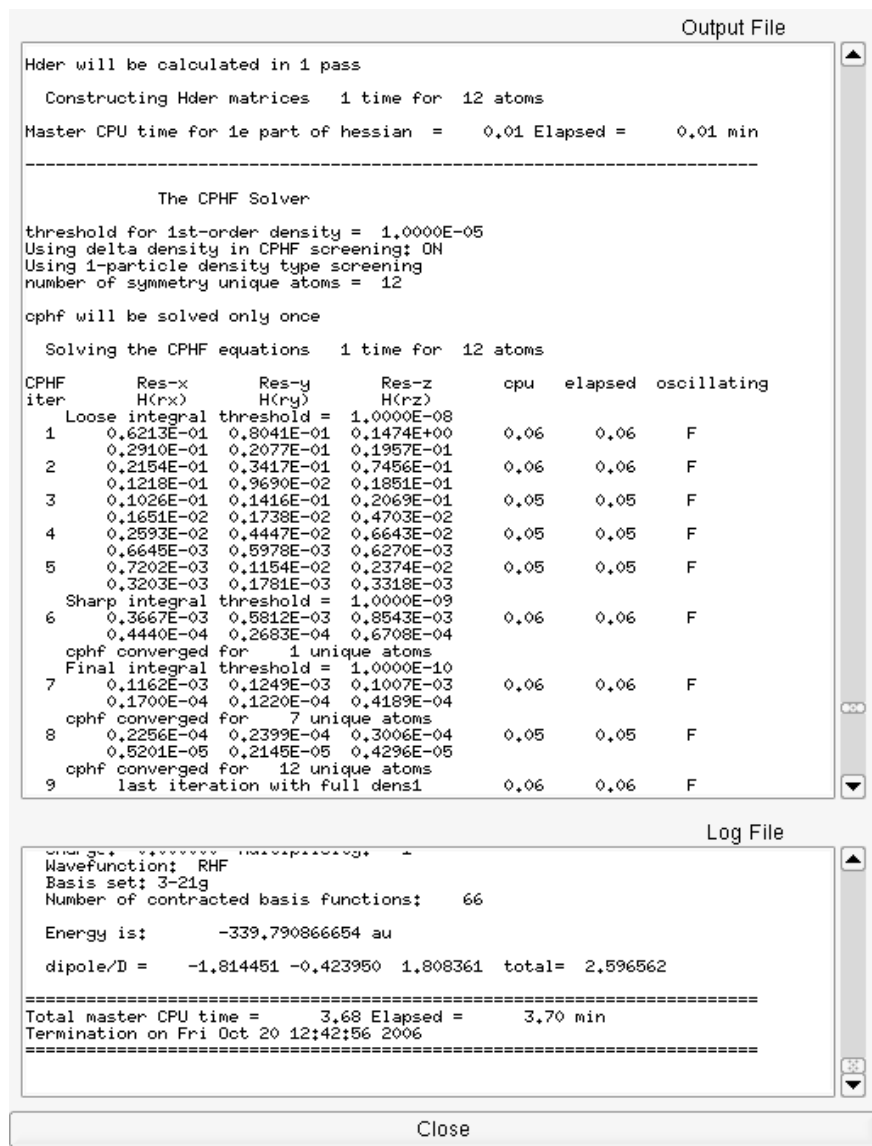 Output File
Hder will be calculated in 1 pass
Constructing Hder matrices 1 time for 12 atoms
Master CPU time for 1e part of hessian = 0.01 Elapsed = 0.01 min
------------------------------------------------------------------------
The CPHF Solver
threshold for 1st-order density = 1.0000E-05
Using delta density in CPHF screening: ON
Using 1-particle density type screening
number of symmetry unique atoms = 12
cphf will be solved only once
Solving the CPHF equations 1 time for 12 atoms
CPHF Res-x Res-y Res-z cpu elapsed oscillating
iter H(rx) H(ry) H(rz)
Loose integral threshold = 1.0000E-08
1 0.6213E-01 0.8041E-01 0.1474E+00 0.06 0.06 F
0.2910E-01 0.2077E-01 0.1957E-01
2 0.2154E-01 0.3417E-01 0.7456E-01 0.06 0.06 F
0.1218E-01 0.9690E-02 0.1851E-01
3 0.1026E-01 0.1416E-01 0.2069E-01 0.05 0.05 F
0.1651E-02 0.1738E-02 0.4703E-02
4 0.2593E-02 0.4447E-02 0.6643E-02 0.05 0.05 F
0.6645E-03 0.5978E-03 0.6270E-03
5 0.7202E-03 0.1154E-02 0.2374E-02 0.05 0.05 F
0.3203E-03 0.1781E-03 0.3318E-03
Sharp integral threshold = 1.0000E-09
6 0.3667E-03 0.5812E-03 0.8543E-03 0.06 0.06 F
0.4440E-04 0.2683E-04 0.6708E-04
cphf converged for 1 unique atoms
Final integral threshold = 1.0000E-10
7 0.1162E-03 0.1249E-03 0.1007E-03 0.06 0.06 F
0.1700E-04 0.1220E-04 0.4189E-04
cphf converged for 7 unique atoms
8 0.2256E-04 0.2399E-04 0.3006E-04 0.05 0.05 F
0.5201E-05 0.2145E-05 0.4296E-05
cphf converged for 12 unique atoms
9 last iteration with full dens1 0.06 0.06 F
Log File
Wavefunction: RHF
Basis set: 3-21g
Number of contracted basis functions: 66
Energy is: -339.790866654 au
dipole/D = -1.814451 -0.423950 1.808361 total= 2.596562
========================================================================
Total master CPU time = 3.68 Elapsed = 3.70 min
Termination on Fri Oct 20 12:42:56 2006
========================================================================
Close